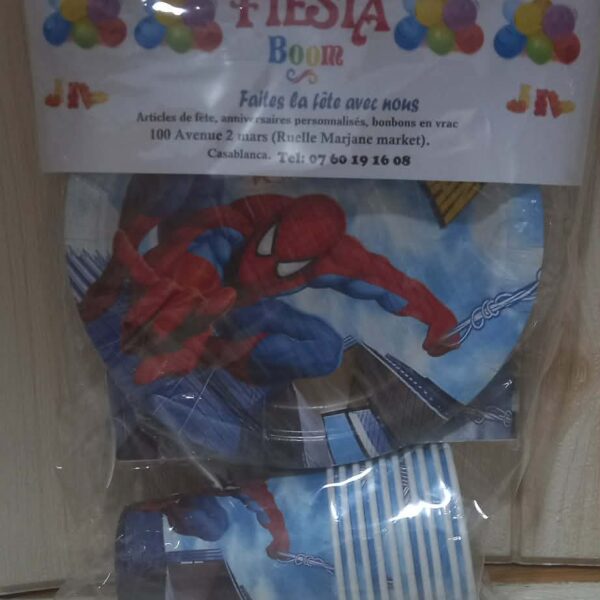 FIESTA
Boom
Faites la fête avec nous
Articles de fête, anniversaires personnalisés, bonbons en vrac
100 Avenue 2 mars (Ruelle Marjane market).
Casablanca. Tel: 07 60 19 16 08